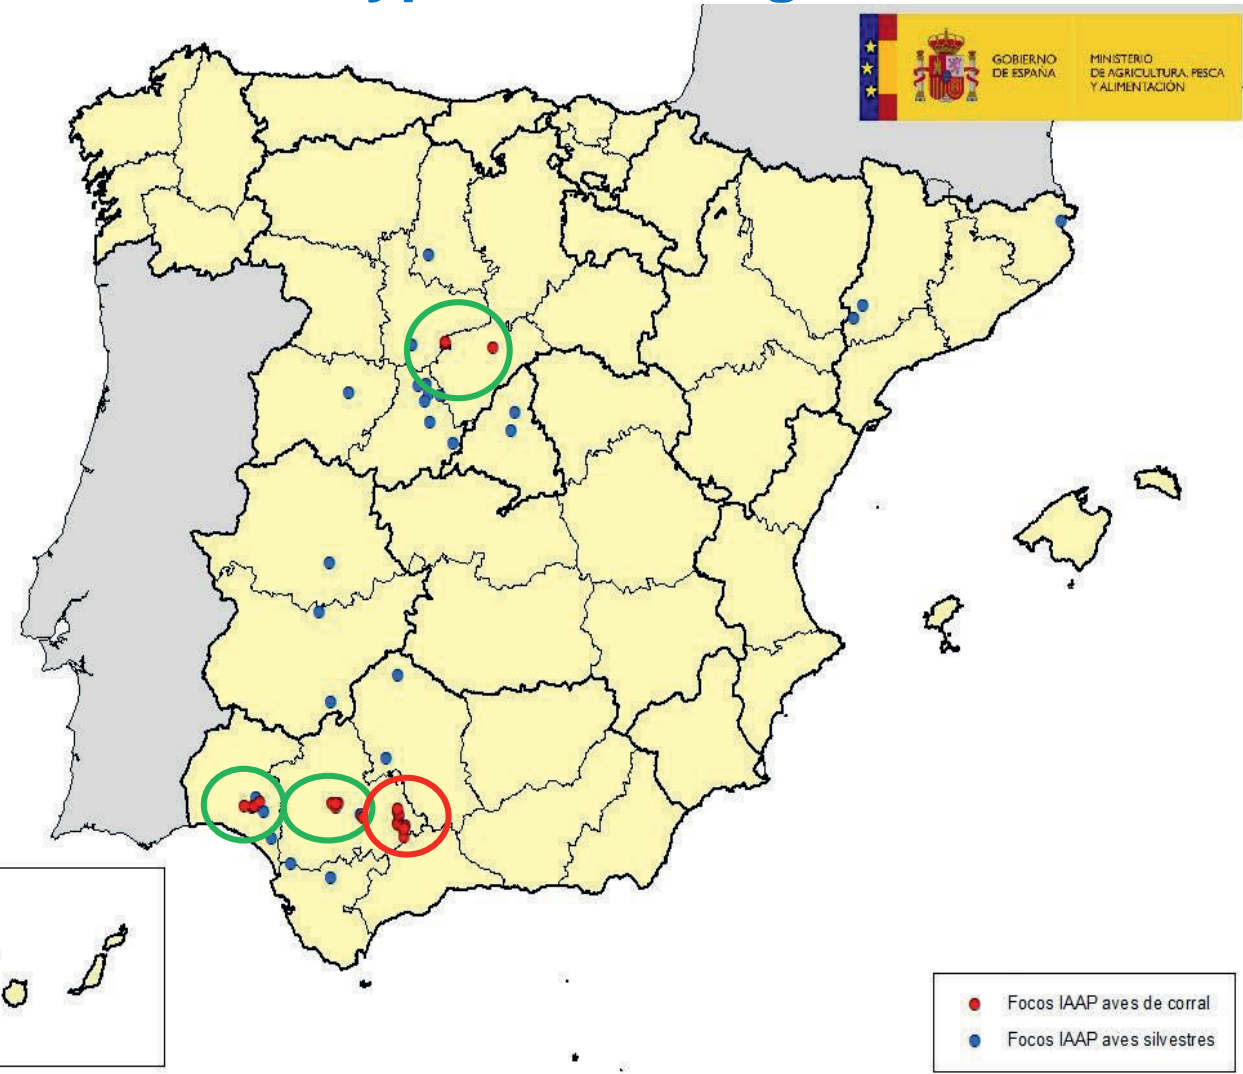 GOBIERNO
DE ESPAÑA
MINISTERIO
DE AGRICULTURA, PESCA
Y ALIMENTACIÓN
Focos IAAP aves de corral
Focos IAAP aves silvestres